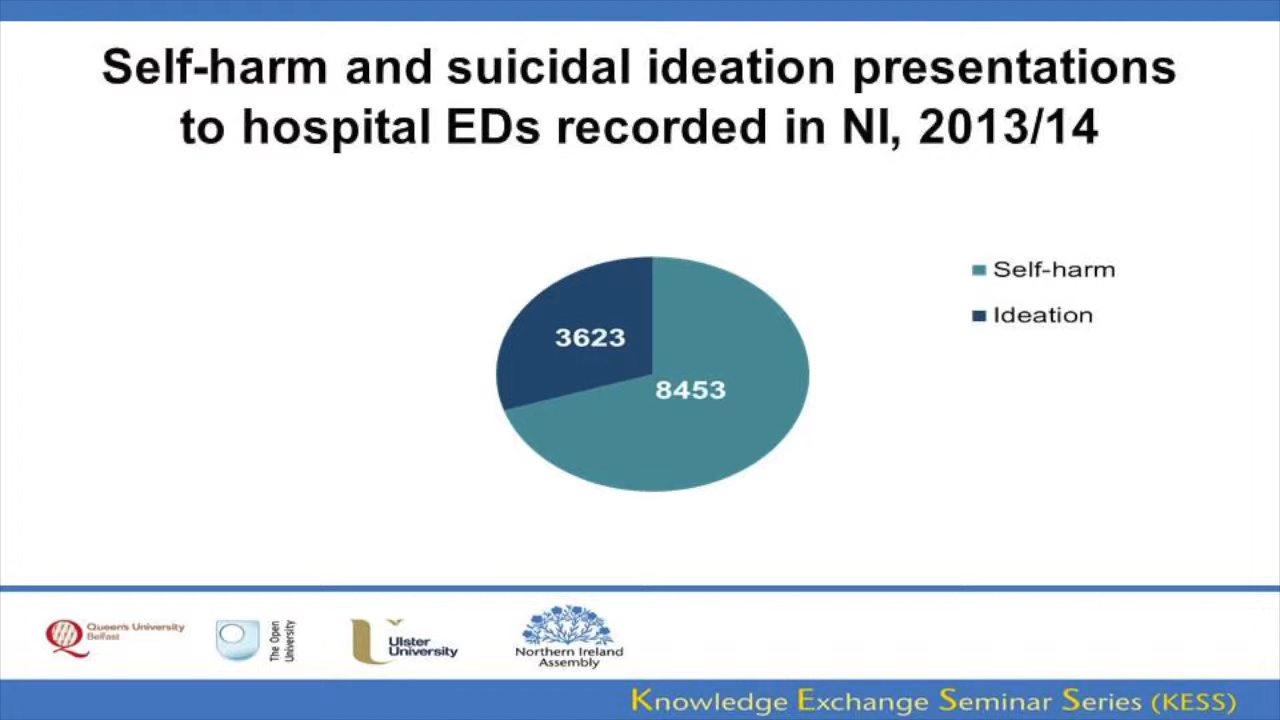 Self-harm and suicidal ideation presentations
to hospital EDs recorded in NI, 2013/14
Self-harm
Ideation
3623
8453
Queen's University
Belfast
The Open
University
Ulster
University
Northern Ireland
Assembly
Knowledge Exchange Seminar Series (KESS)